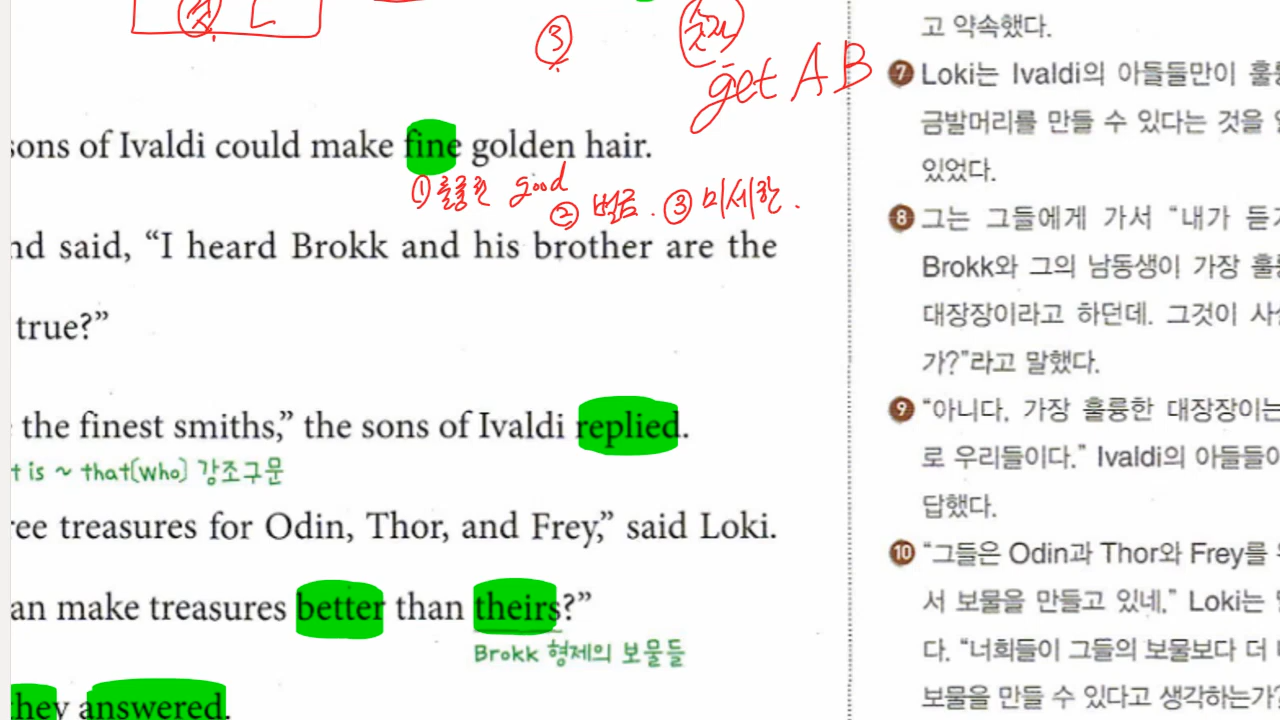 ③
get A B
sons of Ivaldi could make fine golden hair.
① 훌륭한 good
② 벌금. ③ 미세한.
nd said, “I heard Brokk and his brother are the
true?”
the finest smiths,” the sons of Ivaldi replied.
t is ~ that(who) 강조구문
ree treasures for Odin, Thor, and Frey,” said Loki.
an make treasures better than theirs?”
Brokk 형제의 보물들
hey answered.
고 약속했다.
❼ Loki는 Ivaldi의 아들들만이 훌륭
금발머리를 만들 수 있다는 것을 알
있었다.
❽ 그는 그들에게 가서 “내가 듣기
Brokk와 그의 남동생이 가장 훌륭
대장장이라고 하던데. 그것이 사실
가?”라고 말했다.
❾ “아니다, 가장 훌륭한 대장장이는
로 우리들이다.” Ivaldi의 아들들이
답했다.
❿ “그들은 Odin과 Thor와 Frey를
서 보물을 만들고 있네,” Loki는
다. “너희들이 그들의 보물보다 더
보물을 만들 수 있다고 생각하는가?